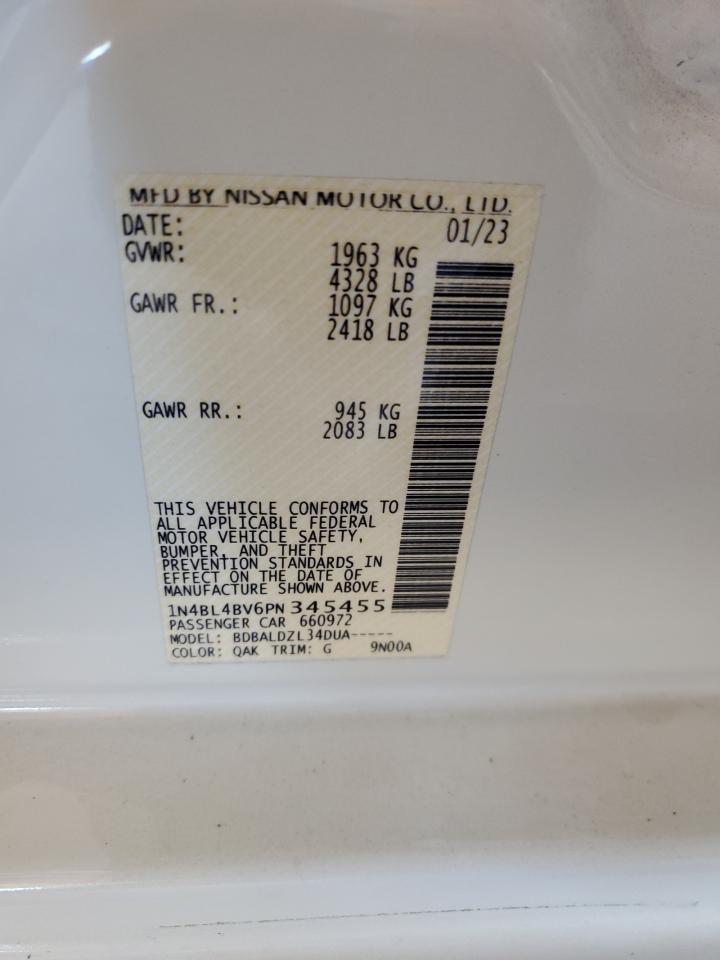 MFD BY NISSAN MOTOR CO., LTD.
DATE: 01/23
GVWR: 1963 KG
4328 LB
GAWR FR.: 1097 KG
2418 LB
GAWR RR.: 945 KG
2083 LB
THIS VEHICLE CONFORMS TO
ALL APPLICABLE FEDERAL
MOTOR VEHICLE SAFETY,
BUMPER, AND THEFT
PREVENTION STANDARDS IN
EFFECT ON THE DATE OF
MANUFACTURE SHOWN ABOVE.
1N4BL4BV6PN345455
PASSENGER CAR 660972
MODEL: BDBALDZL34DUA-----
COLOR: QAK TRIM: G 9N00A